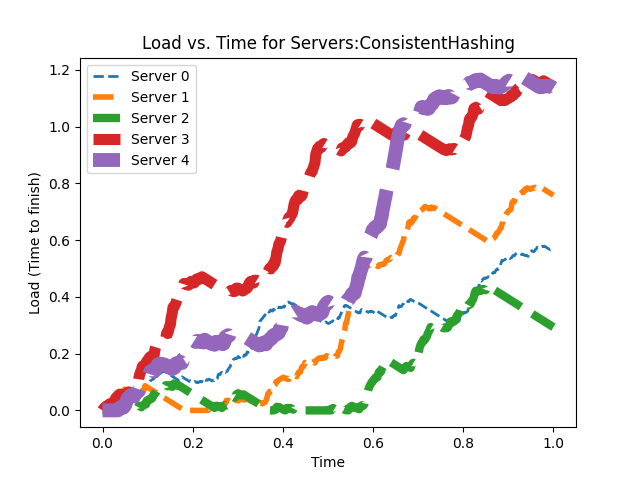 Load vs. Time for Servers:ConsistentHashing
Server 0
Server 1
Server 2
Server 3
Server 4
Load (Time to finish)
1.2
1.0
0.8
0.6
0.4
0.2
0.0
0.0 0.2 0.4 0.6 0.8 1.0
Time